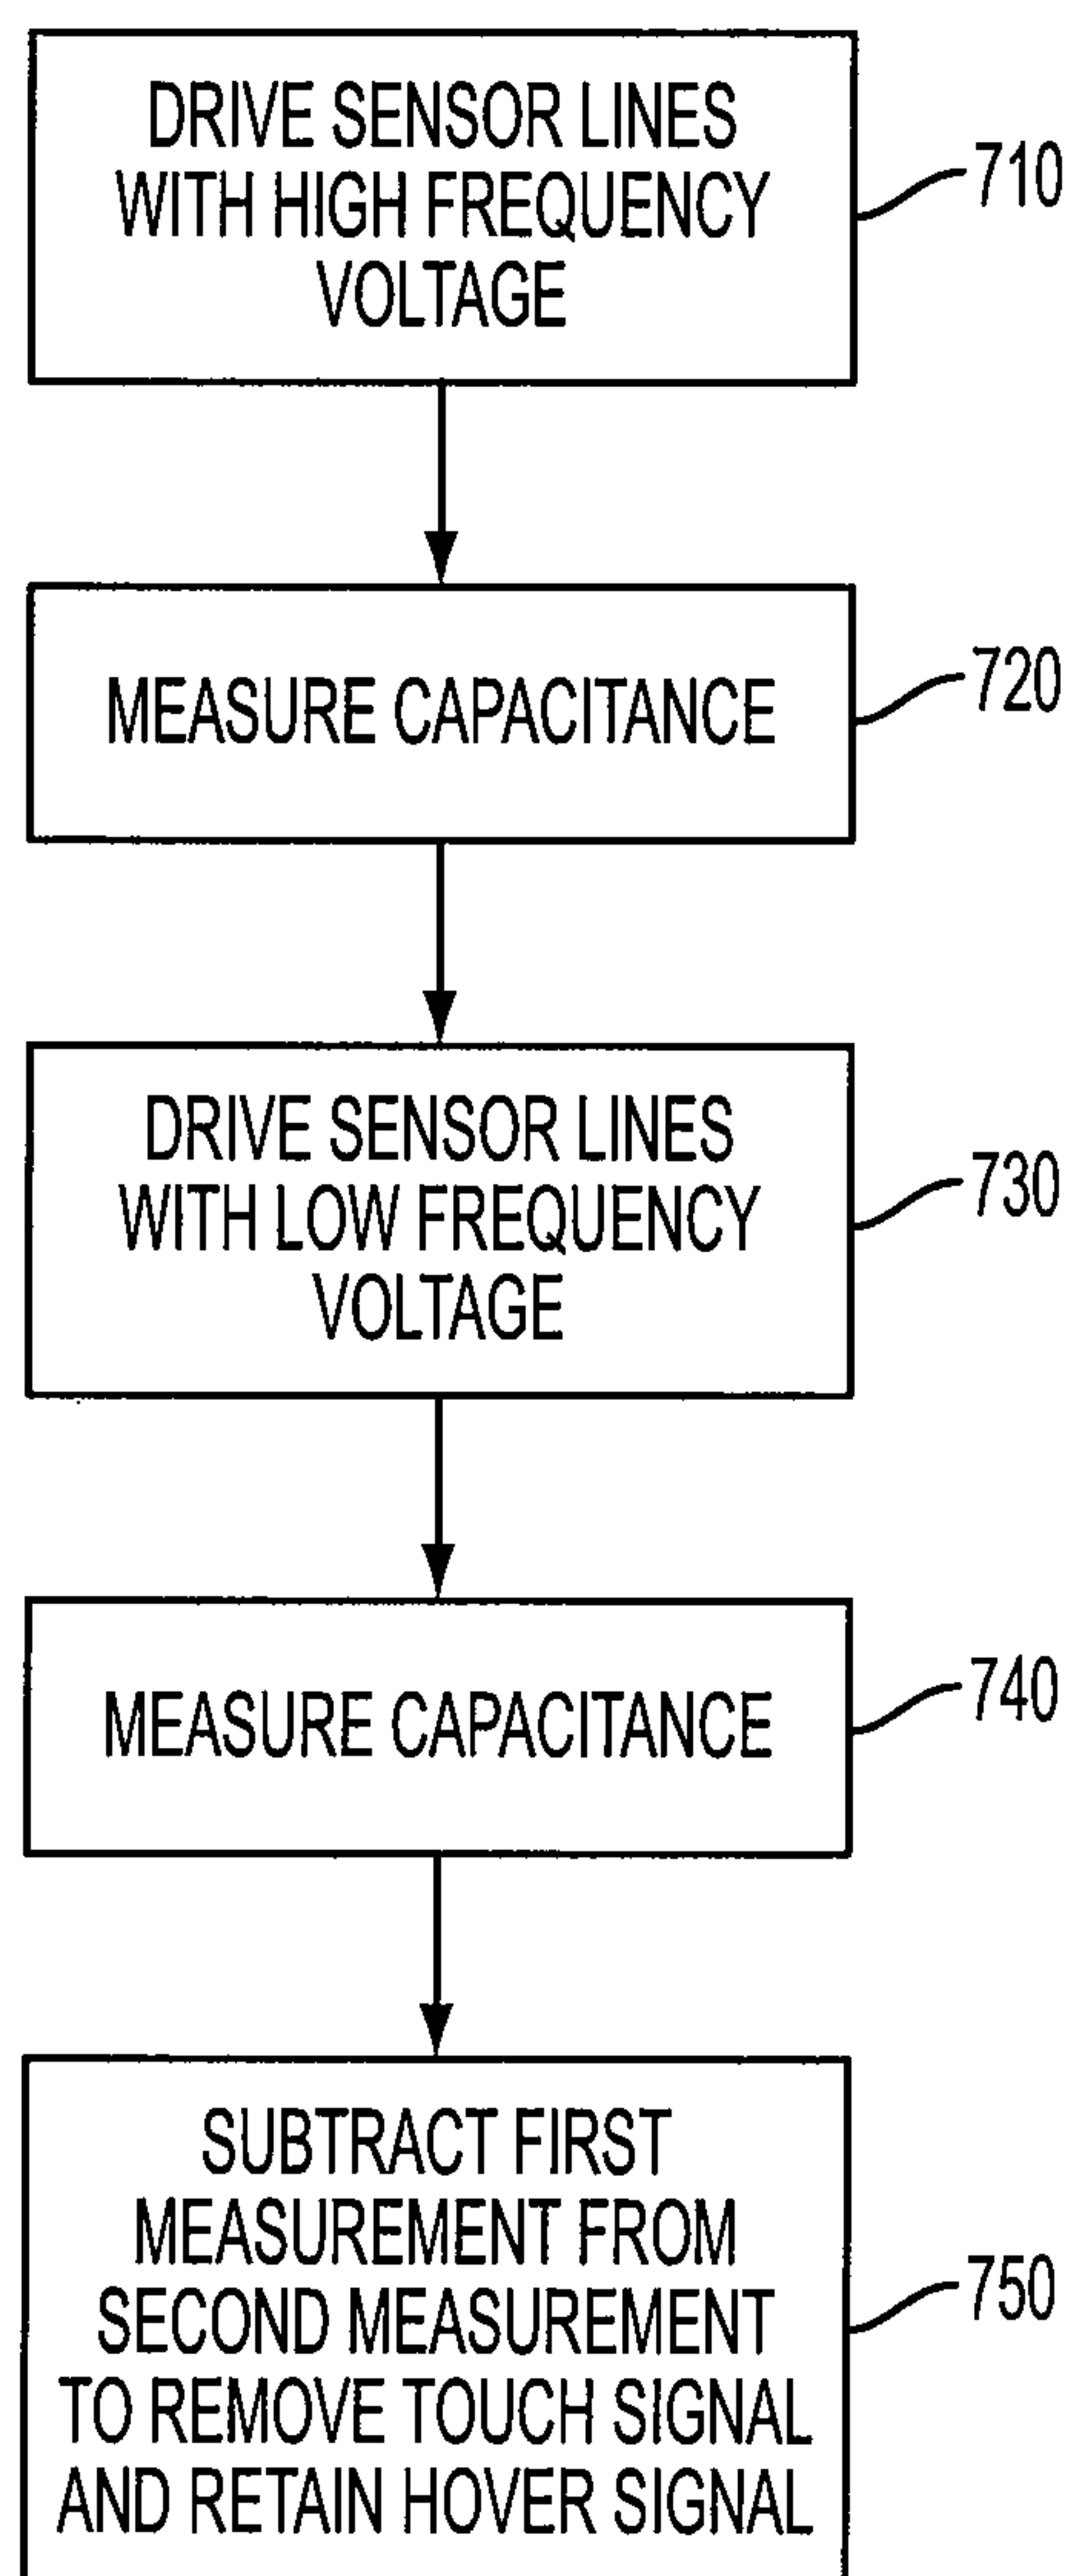 DRIVE SENSOR LINES
WITH HIGH FREQUENCY
VOLTAGE
710
MEASURE CAPACITANCE
720
DRIVE SENSOR LINES
WITH LOW FREQUENCY
VOLTAGE
730
MEASURE CAPACITANCE
740
SUBTRACT FIRST
MEASUREMENT FROM
SECOND MEASUREMENT
TO REMOVE TOUCH SIGNAL
AND RETAIN HOVER SIGNAL
750